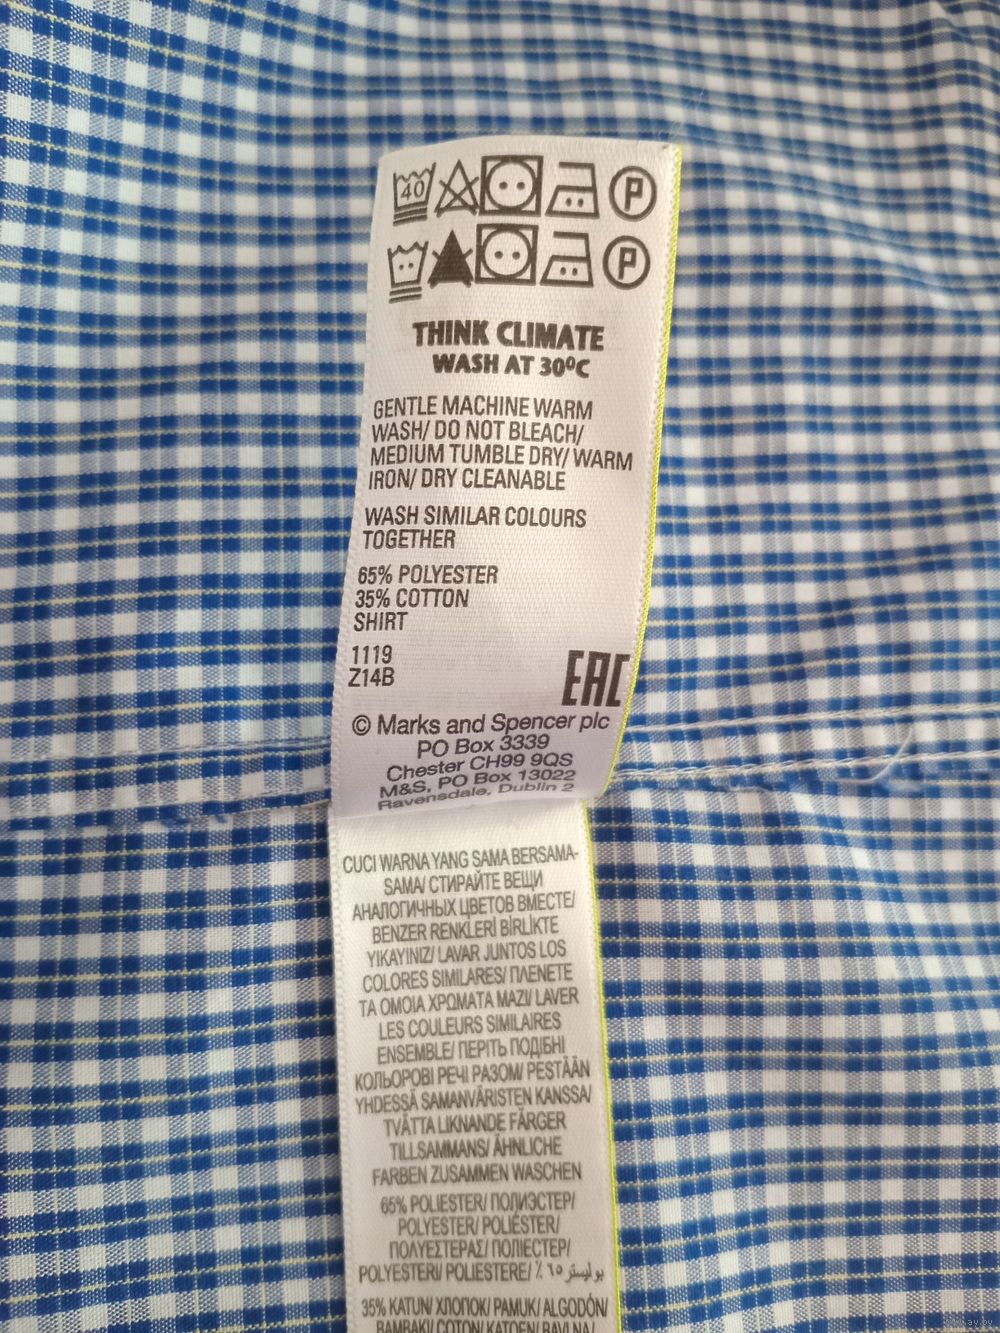 40 P
P
THINK CLIMATE
WASH AT 30ºC
GENTLE MACHINE WARM
WASH/ DO NOT BLEACH/
MEDIUM TUMBLE DRY/ WARM
IRON/ DRY CLEANABLE
WASH SIMILAR COLOURS
TOGETHER
65% POLYESTER
35% COTTON
SHIRT
1119
Z14B
EAC
© Marks and Spencer plc
PO Box 3339
Chester CH99 9QS
M&S, PO Box 13022
Ravensdale, Dublin 2
CUCI WARNA YANG SAMA BERSAMA-
SAMA/ СТИРАЙТЕ ВЕЩИ
АНАЛОГИЧНЫХ ЦВЕТОВ ВМЕСТЕ/
BENZER RENKLERİ BİRLİKTE
YIKAYINIZ/ LAVAR JUNTOS LOS
COLORES SIMILARES/ ΠΛΕΝΕΤΕ
ΤΑ ΟΜΟΙΑ ΧΡΩΜΑΤΑ ΜΑΖΙ/ LAVER
LES COULEURS SIMILAIRES
ENSEMBLE/ ПЕРІТЬ ПОДІБНІ
КОЛЬОРОВІ РЕЧІ РАЗОМ/ PESTÄÄN
YHDESSÄ SAMANVÄRISTEN KANSSA/
TVÄTTA LIKNANDE FÄRGER
TILLSAMMANS/ ÄHNLICHE
FARBEN ZUSAMMEN WASCHEN
65% POLIESTER/ ПОЛИЭСТЕР/
POLYESTER/ POLIÉSTER/
ΠΟΛΥΕΣΤΕΡΑΣ/ ПОЛІЕСТЕР/
POLYESTERI/ POLIESTERE/ بوليستر ٦٥ ٪
35% KATUN/ ХЛОПОК/ PAMUK/ ALGODÓN/
ΒΑΜΒΑΚΙ/ COTON/ KATOEN/ BAVLNA/